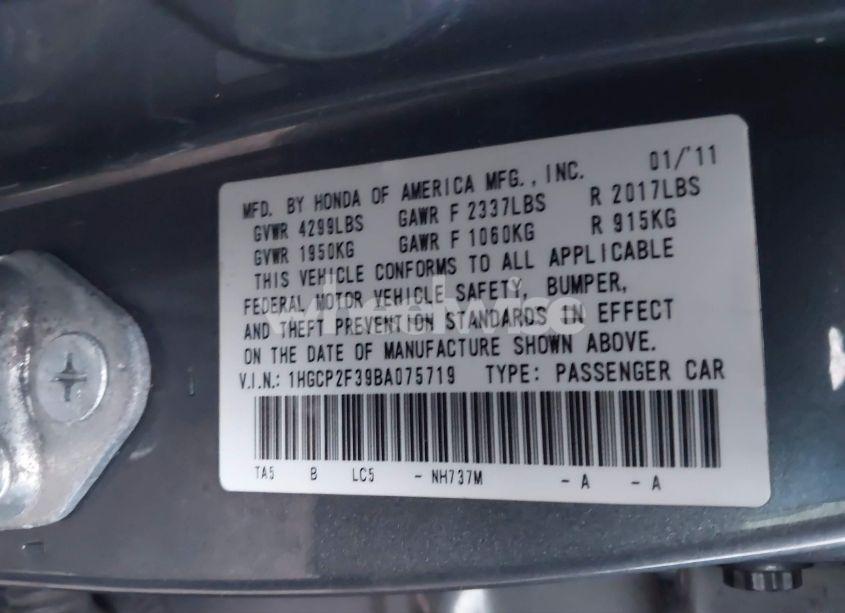 MFD. BY HONDA OF AMERICA MFG., INC. 01/'11
GVWR 4299LBS GAWR F 2337LBS R 2017LBS
GVWR 1950KG GAWR F 1060KG R 915KG
THIS VEHICLE CONFORMS TO ALL APPLICABLE
FEDERAL MOTOR VEHICLE SAFETY, BUMPER,
AND THEFT PREVENTION STANDARDS IN EFFECT
ON THE DATE OF MANUFACTURE SHOWN ABOVE.
V.I.N.: 1HGCP2F39BA075719 TYPE: PASSENGER CAR
TA5 B LC5 - NH737M - A - A